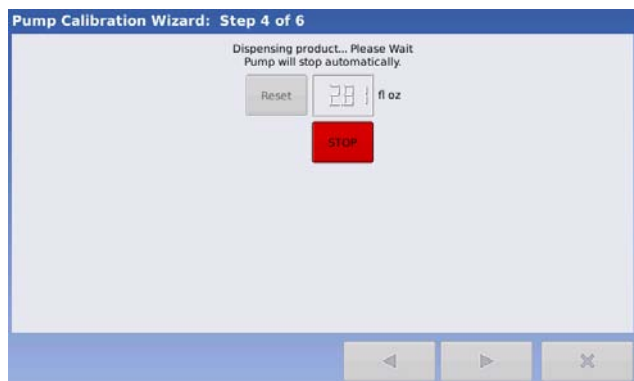 Pump Calibration Wizard: Step 4 of 6
Dispensing product... Please Wait
Pump will stop automatically.
Reset 281 fl oz
STOP